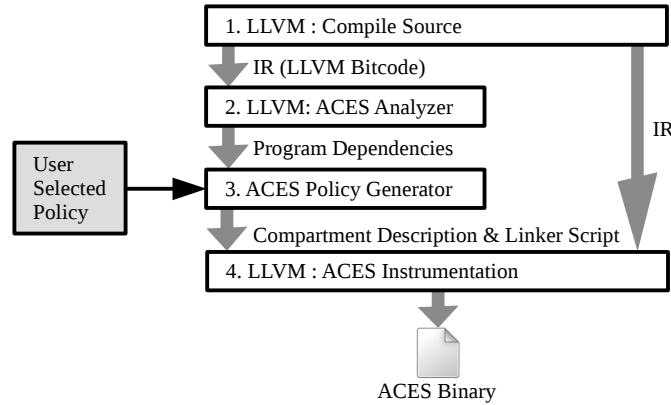 1. LLVM : Compile Source
IR (LLVM Bitcode)
IR
2. LLVM: ACES Analyzer
Program Dependencies
User
Selected
Policy
3. ACES Policy Generator
Compartment Description & Linker Script
4. LLVM : ACES Instrumentation
ACES Binary